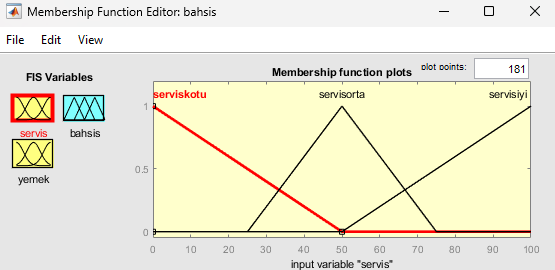 Membership Function Editor: bahsis
File Edit View
FIS Variables
servis
bahsis
yemek
Membership function plots
plot points:
181
serviskotu
servisorta
servisiyi
1
0.5
0
0 10 20 30 40 50 60 70 80 90 100
input variable "servis"